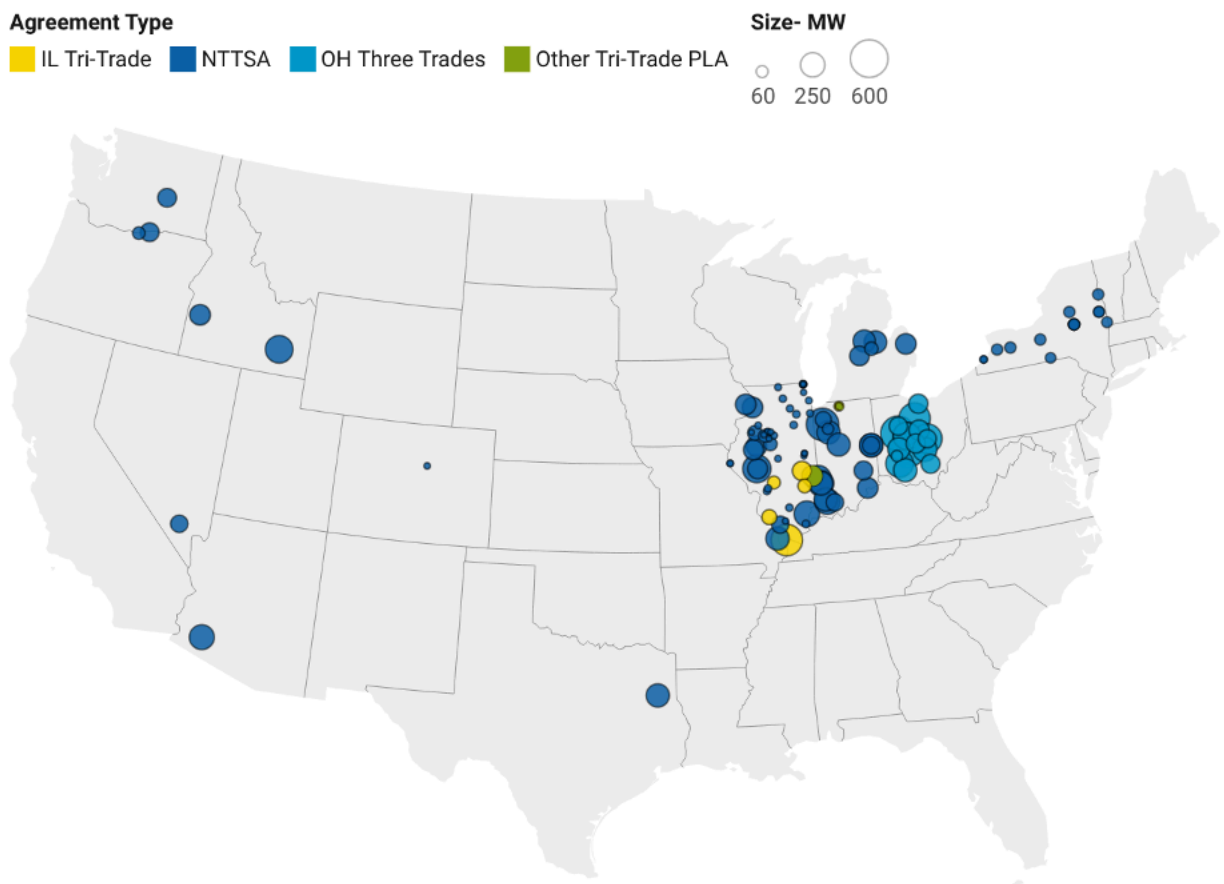 Agreement Type
IL Tri-Trade NTTSA OH Three Trades Other Tri-Trade PLA
Size- MW
60 250 600